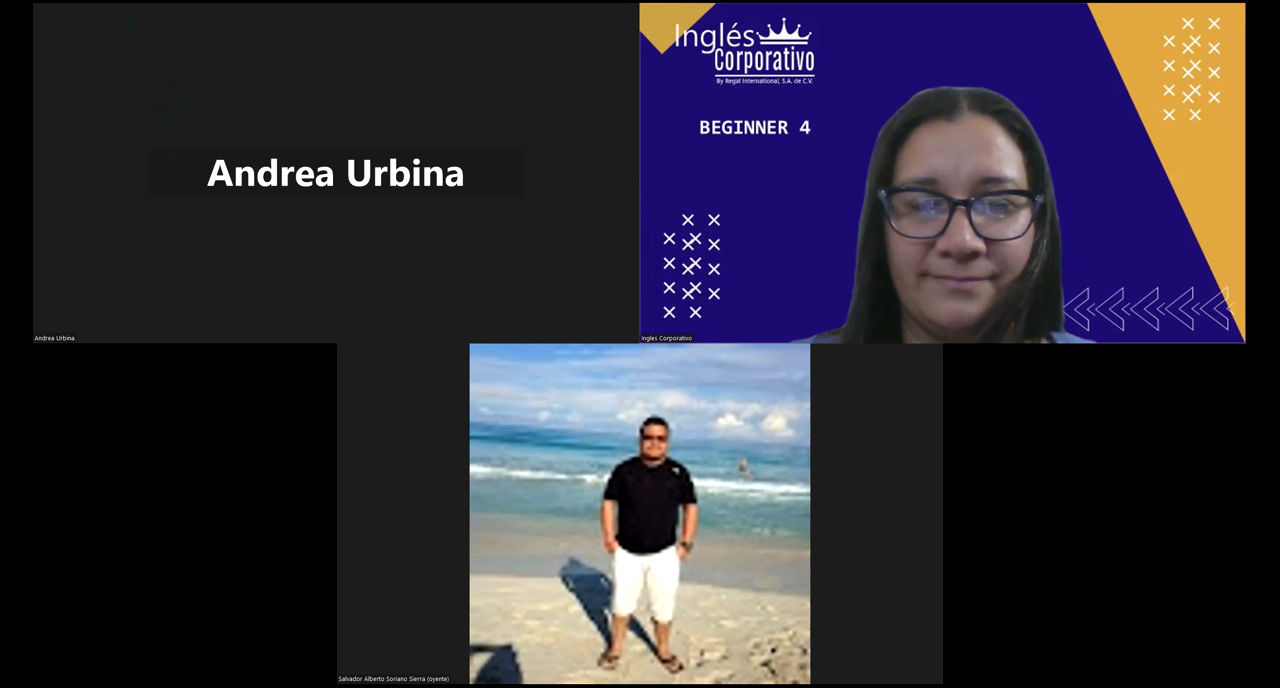 Andrea Urbina
Andrea Urbina
Inglés
Corporativo
By Regal International, S.A. de C.V.
BEGINNER 4
Ingles Corporativo
Salvador Alberto Soriano Sierra (oyente)